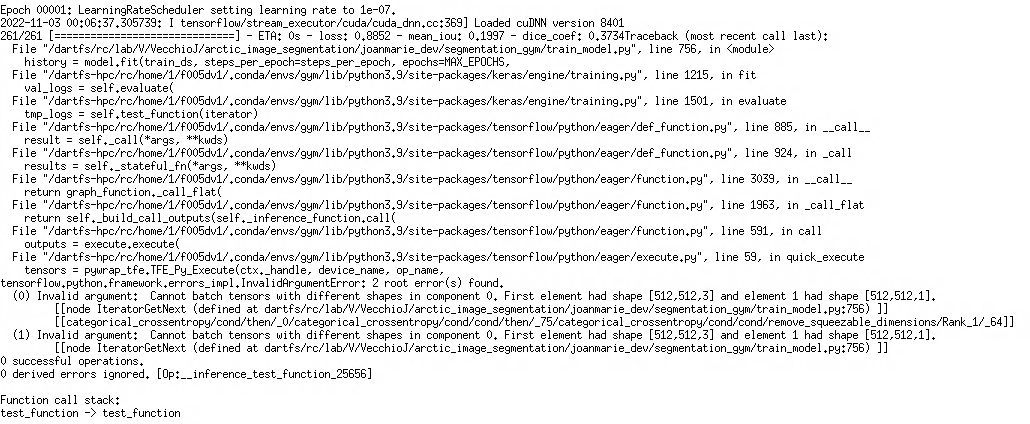 Epoch 00001: LearningRateScheduler setting learning rate to 1e-07.
2022-11-03 00:06:37.305739: I tensorflow/stream_executor/cuda/cuda_dnn.cc:369] Loaded cuDNN version 8401
261/261 [==============================] - ETA: 0s - loss: 0.8852 - mean_iou: 0.1997 - dice_coef: 0.3734Traceback (most recent call last):
  File "/dartfs/rc/lab/V/VecchioJ/arctic_image_segmentation/joanmarie_dev/segmentation_gym/train_model.py", line 756, in <module>
    history = model.fit(train_ds, steps_per_epoch=steps_per_epoch, epochs=MAX_EPOCHS,
  File "/dartfs-hpc/rc/home/1/f005dv1/.conda/envs/gym/lib/python3.9/site-packages/keras/engine/training.py", line 1215, in fit
    val_logs = self.evaluate(
  File "/dartfs-hpc/rc/home/1/f005dv1/.conda/envs/gym/lib/python3.9/site-packages/keras/engine/training.py", line 1501, in evaluate
    tmp_logs = self.test_function(iterator)
  File "/dartfs-hpc/rc/home/1/f005dv1/.conda/envs/gym/lib/python3.9/site-packages/tensorflow/python/eager/def_function.py", line 885, in __call__
    result = self._call(*args, **kwds)
  File "/dartfs-hpc/rc/home/1/f005dv1/.conda/envs/gym/lib/python3.9/site-packages/tensorflow/python/eager/def_function.py", line 924, in _call
    results = self._stateful_fn(*args, **kwds)
  File "/dartfs-hpc/rc/home/1/f005dv1/.conda/envs/gym/lib/python3.9/site-packages/tensorflow/python/eager/function.py", line 3039, in __call__
    return graph_function._call_flat(
  File "/dartfs-hpc/rc/home/1/f005dv1/.conda/envs/gym/lib/python3.9/site-packages/tensorflow/python/eager/function.py", line 1963, in _call_flat
    return self._build_call_outputs(self._inference_function.call(
  File "/dartfs-hpc/rc/home/1/f005dv1/.conda/envs/gym/lib/python3.9/site-packages/tensorflow/python/eager/function.py", line 591, in call
    outputs = execute.execute(
  File "/dartfs-hpc/rc/home/1/f005dv1/.conda/envs/gym/lib/python3.9/site-packages/tensorflow/python/eager/execute.py", line 59, in quick_execute
    tensors = pywrap_tfe.TFE_Py_Execute(ctx._handle, device_name, op_name,
tensorflow.python.framework.errors_impl.InvalidArgumentError: 2 root error(s) found.
  (0) Invalid argument:  Cannot batch tensors with different shapes in component 0. First element had shape [512,512,3] and element 1 had shape [512,512,1].
         [[node IteratorGetNext (defined at dartfs/rc/lab/V/VecchioJ/arctic_image_segmentation/joanmarie_dev/segmentation_gym/train_model.py:756) ]]
         [[categorical_crossentropy/cond/then/_0/categorical_crossentropy/cond/cond/then/_75/categorical_crossentropy/cond/cond/remove_squeezable_dimensions/Rank_1/_64]]
  (1) Invalid argument:  Cannot batch tensors with different shapes in component 0. First element had shape [512,512,3] and element 1 had shape [512,512,1].
         [[node IteratorGetNext (defined at dartfs/rc/lab/V/VecchioJ/arctic_image_segmentation/joanmarie_dev/segmentation_gym/train_model.py:756) ]]
0 successful operations.
0 derived errors ignored. [Op:__inference_test_function_25656]

Function call stack:
test_function -> test_function